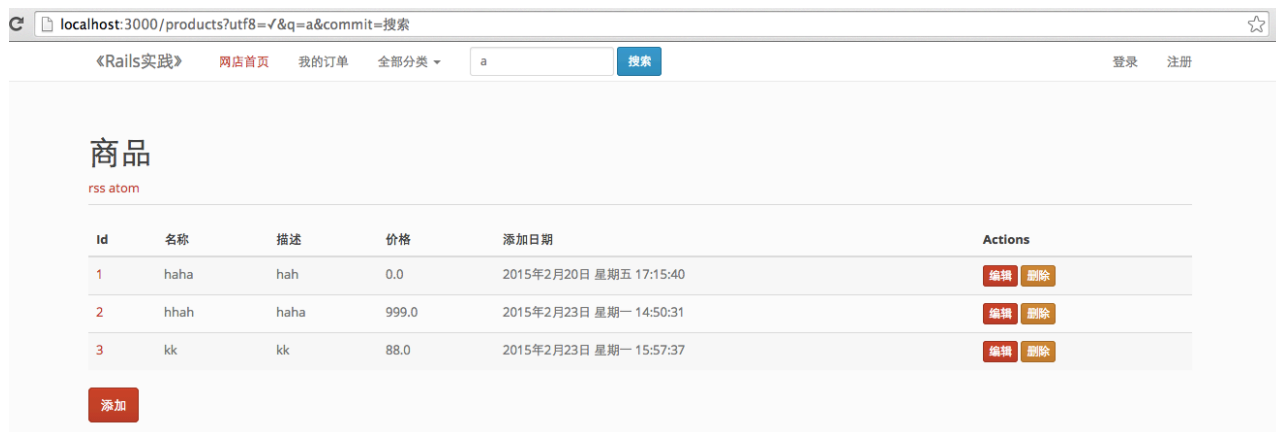 localhost:3000/products?utf8=✓&q=a&commit=搜索
《Rails实践》 网店首页 我的订单 全部分类 a 搜索 登录 注册
商品
rss atom
Id 名称 描述 价格 添加日期 Actions
1 haha hah 0.0 2015年2月20日 星期五 17:15:40 编辑 删除
2 hhah haha 999.0 2015年2月23日 星期一 14:50:31 编辑 删除
3 kk kk 88.0 2015年2月23日 星期一 15:57:37 编辑 删除
添加